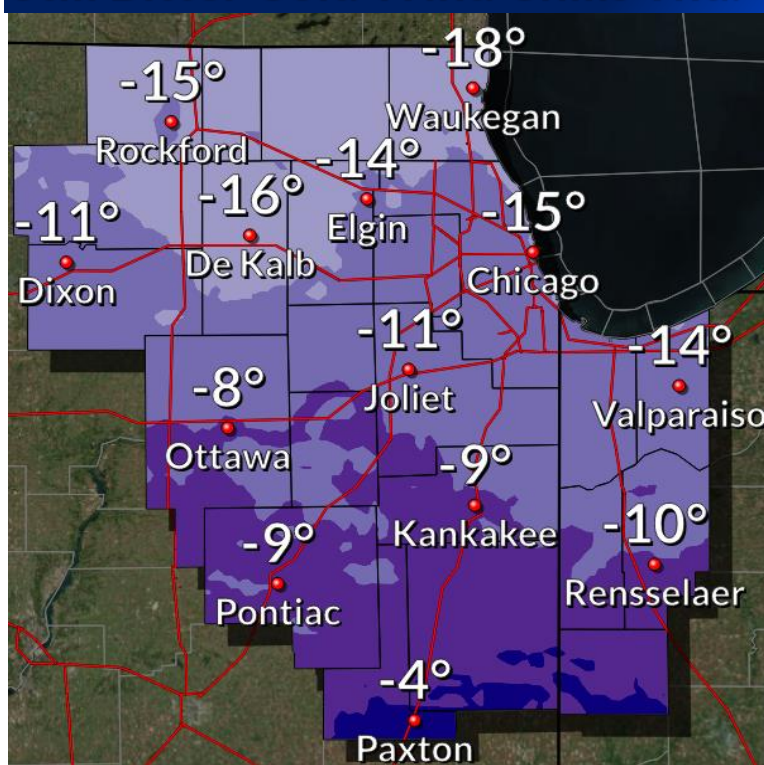 -18°
Waukegan
-15°
Rockford
-14°
Elgin
-16°
De Kalb
-15°
Chicago
-11°
Dixon
-11°
Joliet
-14°
Valparaiso
-8°
Ottawa
-9°
Kankakee
-10°
Rensselaer
-9°
Pontiac
-4°
Paxton